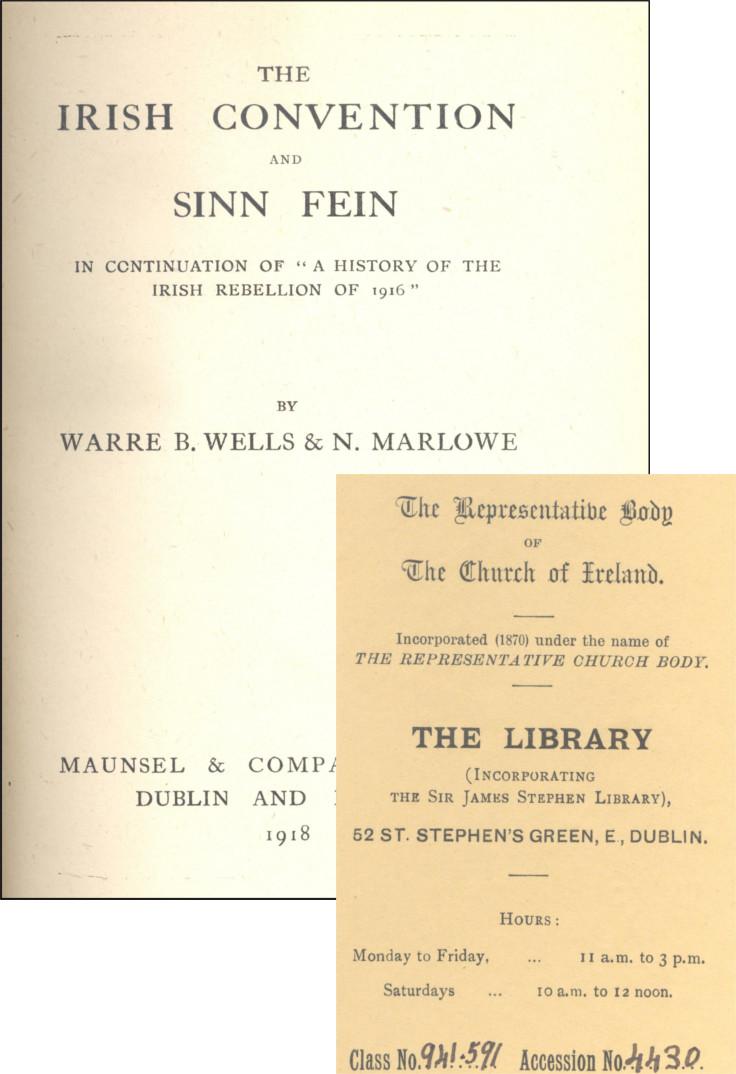 THE
IRISH CONVENTION
AND
SINN FEIN
IN CONTINUATION OF “ A HISTORY OF THE
IRISH REBELLION OF 1916 ”
BY
WARRE B. WELLS & N. MARLOWE
MAUNSEL & COMPA
DUBLIN AND
1918
The Representative Body
OF
The Church of Ireland.
Incorporated (1870) under the name of
THE REPRESENTATIVE CHURCH BODY.
THE LIBRARY
(INCORPORATING
THE SIR JAMES STEPHEN LIBRARY),
52 ST. STEPHEN'S GREEN, E., DUBLIN.
HOURS :
Monday to Friday, ... 11 a.m. to 3 p.m.
Saturdays ... 10 a.m. to 12 noon.
Class No. 941.591 Accession No. 4430.